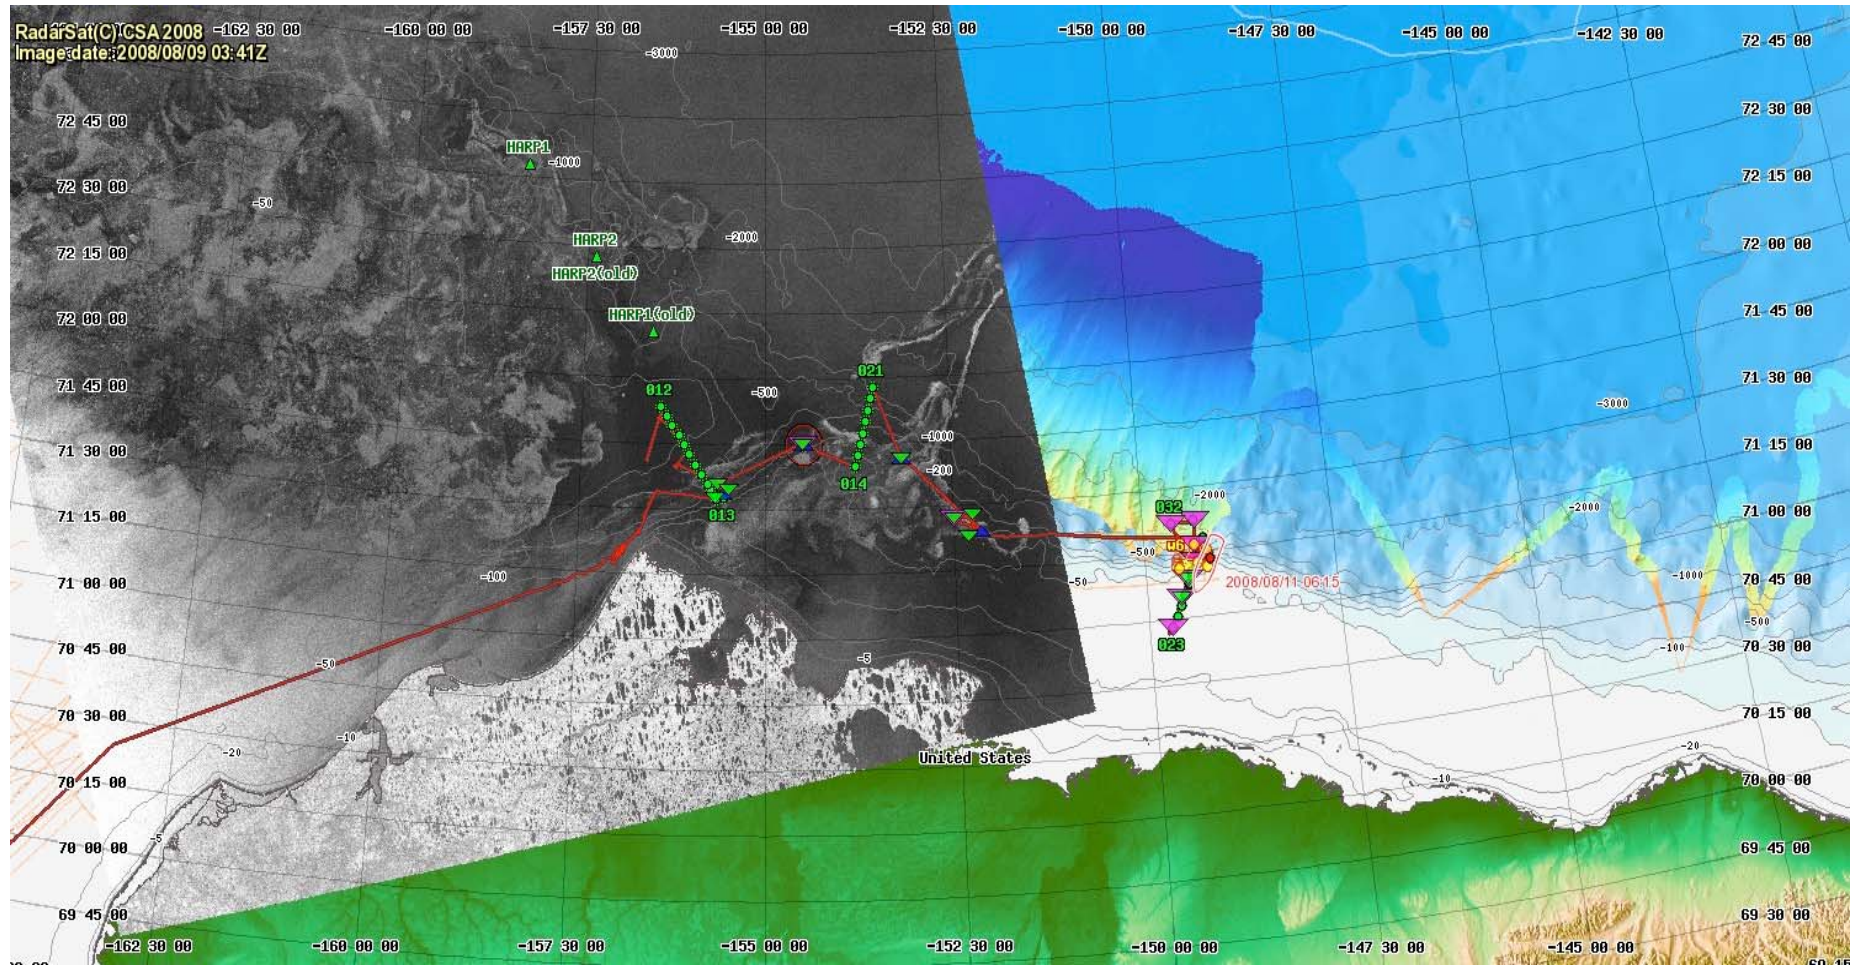 RadarSat(C) CSA 2008
Image date: 2008/08/09 03:41Z
-162 30 00
-160 00 00
-157 30 00
-155 00 00
-152 30 00
-150 00 00
-147 30 00
-145 00 00
-142 30 00
72 45 00
72 45 00
72 30 00
72 30 00
72 15 00
72 15 00
72 00 00
72 00 00
71 45 00
71 45 00
71 30 00
71 30 00
71 15 00
71 15 00
71 00 00
71 00 00
70 45 00
70 45 00
70 30 00
70 30 00
70 15 00
70 15 00
70 00 00
70 00 00
69 45 00
69 45 00
69 30 00
-3000
HARP1
-1000
-50
HARP2
-2000
HARP2(old)
HARP1(old)
021
012
-500
-3000
-1000
-200
014
013
032
-2000
-2000
w6
-500
-100
-50
2008/08/11 06:15
-1000
-500
023
-100
-50
-5
-10
-20
United States
-20
-10
-5
-162 30 00
-160 00 00
-157 30 00
-155 00 00
-152 30 00
-150 00 00
-147 30 00
-145 00 00